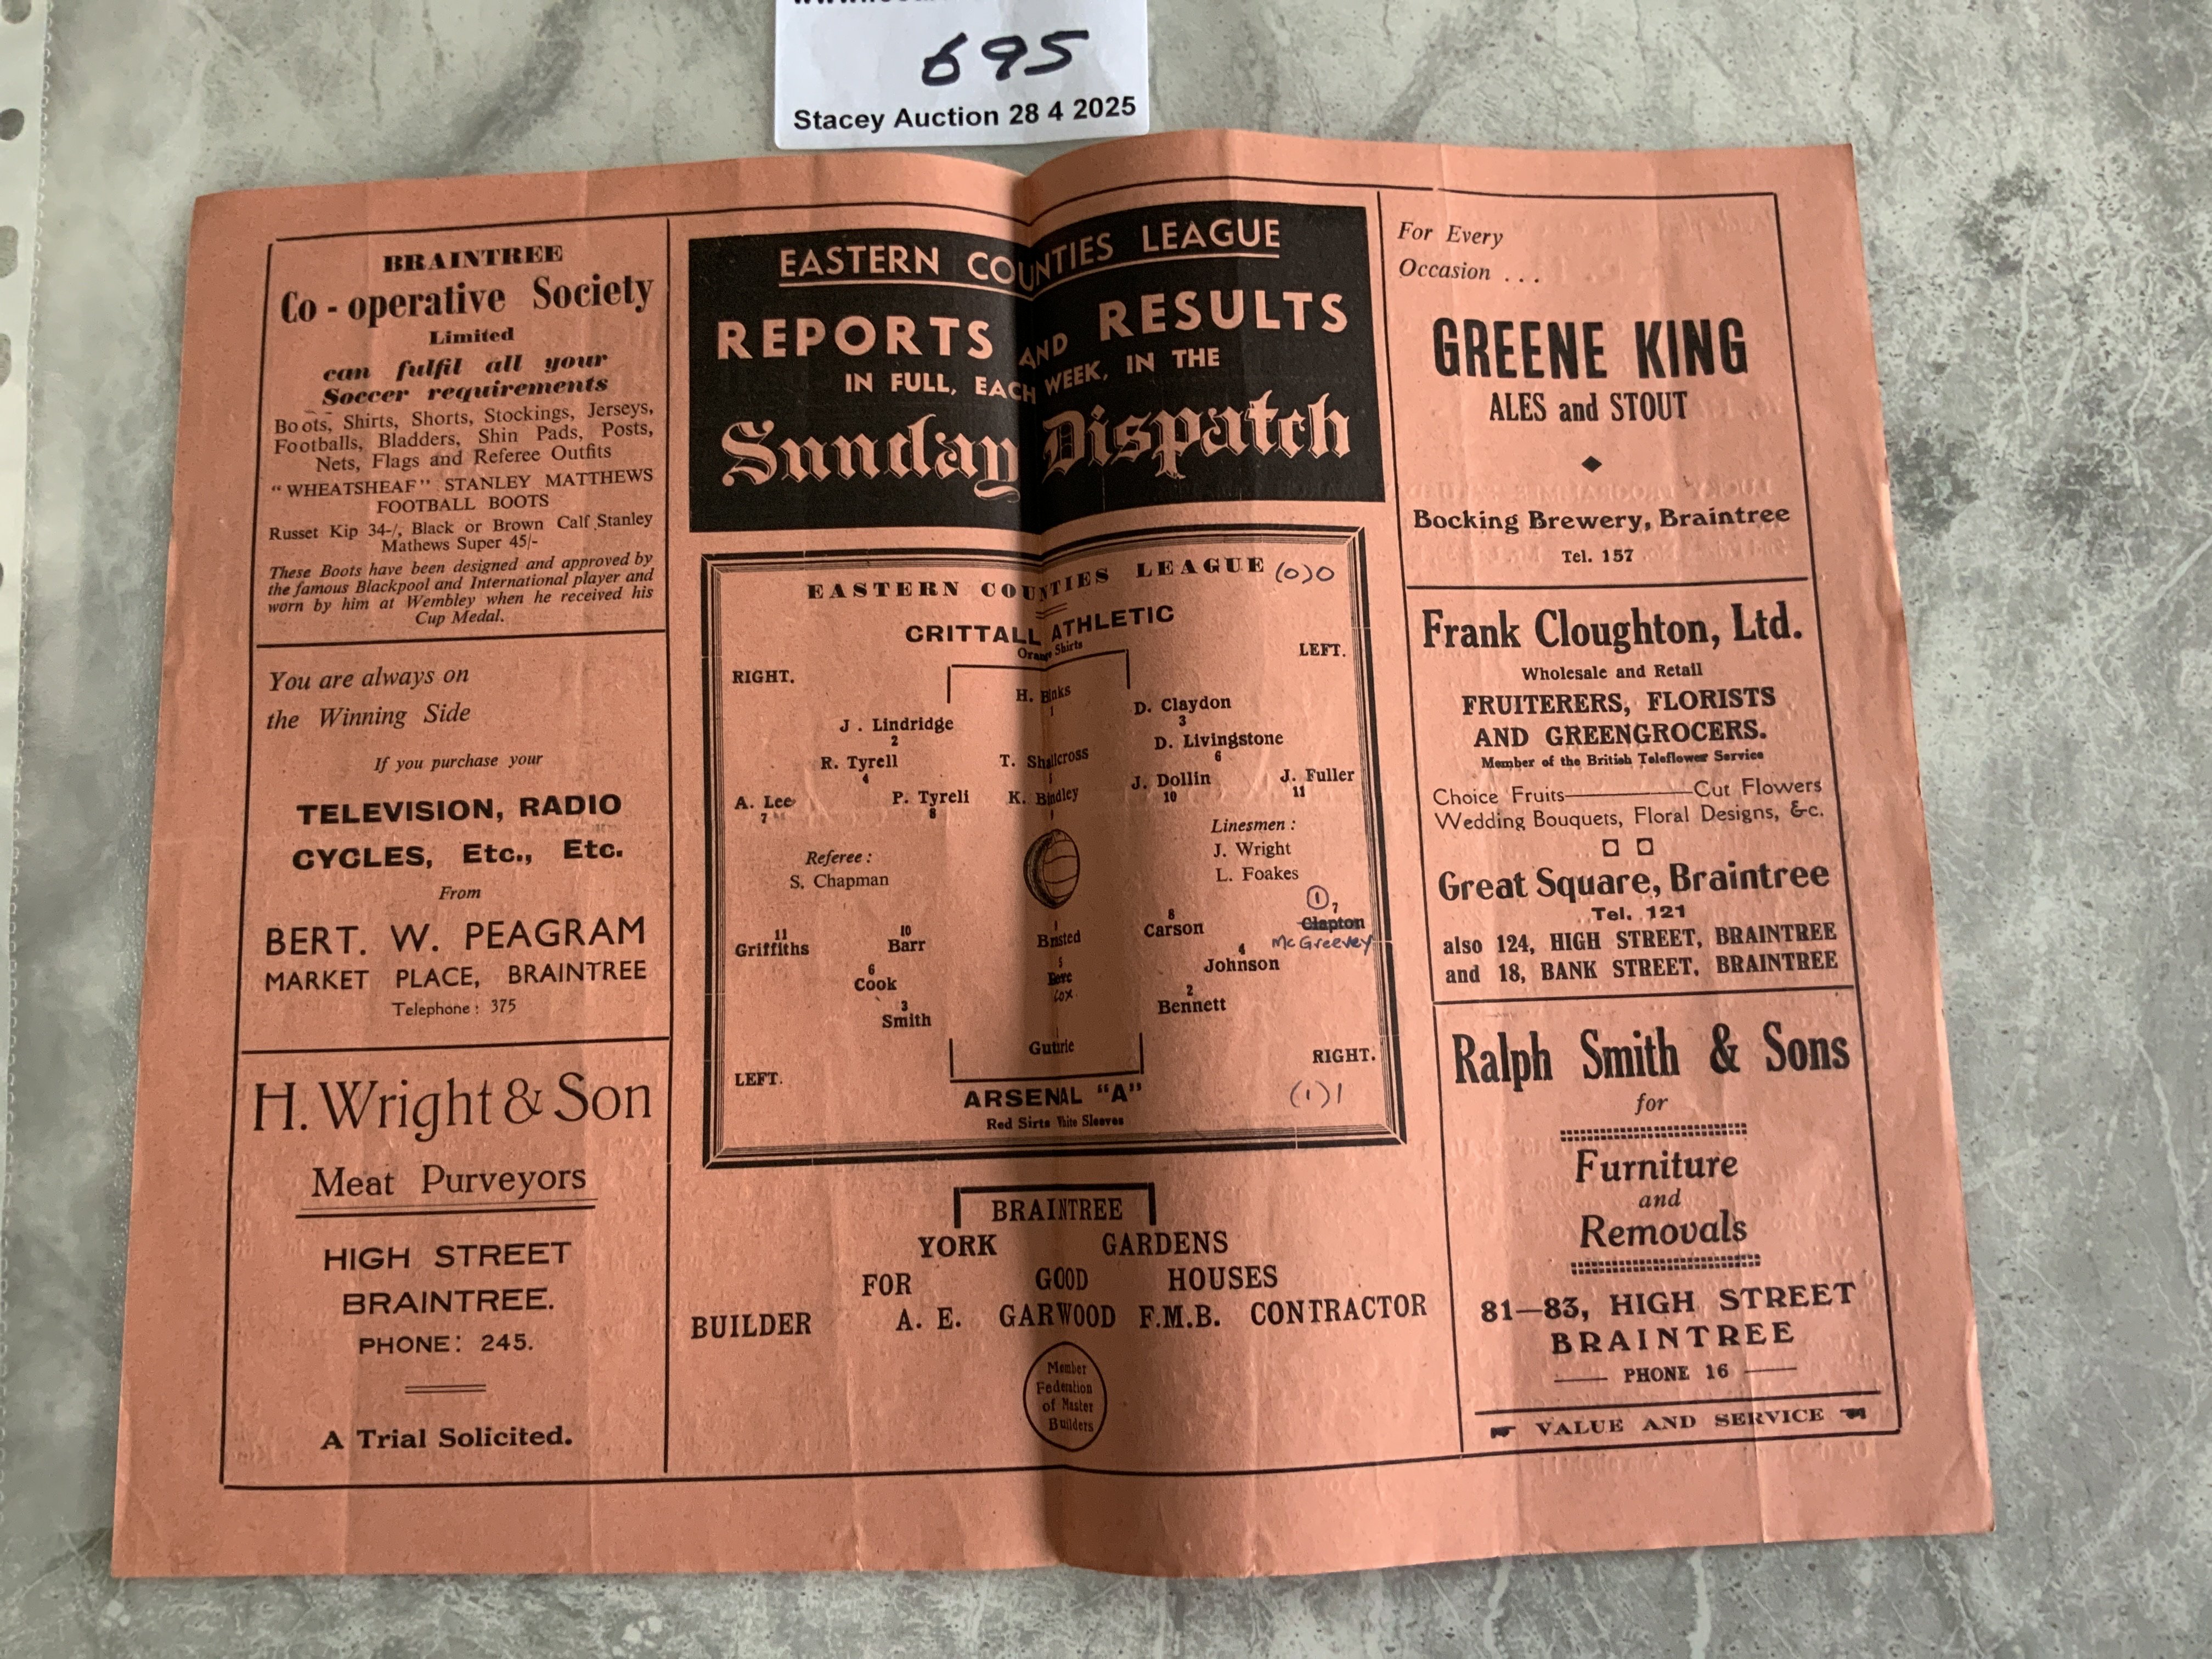 695
Stacey Auction 28 4 2025
BRAINTREE
Co - operative Society
Limited
can fulfil all your
Soccer requirements
Boots, Shirts, Shorts, Stockings, Jerseys,
Footballs, Bladders, Shin Pads, Posts,
Nets, Flags and Referee Outfits
“WHEATSHEAF” STANLEY MATTHEWS
FOOTBALL BOOTS
Russet Kip 34-/, Black or Brown Calf Stanley
Mathews Super 45/-
These Boots have been designed and approved by
the famous Blackpool and International player and
worn by him at Wembley when he received his
Cup Medal.
You are always on
the Winning Side
If you purchase your
TELEVISION, RADIO
CYCLES, Etc., Etc.
From
BERT. W. PEAGRAM
MARKET PLACE, BRAINTREE
Telephone : 375
H. Wright & Son
Meat Purveyors
HIGH STREET
BRAINTREE.
PHONE: 245.
A Trial Solicited.
EASTERN COUNTIES LEAGUE
REPORTS AND RESULTS
IN FULL, EACH WEEK, IN THE
Sunday Dispatch
EASTERN COUNTIES LEAGUE (0) 0
CRITTALL ATHLETIC
Orange Shirts
RIGHT. LEFT.
H. Binks
1
J . Lindridge D. Claydon
2 3
R. Tyrell T. Shallcross D. Livingstone
4 5 6
A. Lee P. Tyreli K. Bindley J. Dollin J. Fuller
7 8 9 10 11
Referee :
S. Chapman
Linesmen :
J. Wright
L. Foakes
(1)
11 10 8 7
Griffiths Barr Bnsted Carson Clapton
McGreevey
6 5 4
Cook Johnson
Cox
3 2
Smith Bennett
1
Guthrie
LEFT. RIGHT.
ARSENAL “A” (1) 1
Red Sirts White Sleeves
BRAINTREE
YORK GARDENS
FOR GOOD HOUSES
BUILDER A. E. GARWOOD F.M.B. CONTRACTOR
Member
Federation
of Master
Builders
For Every
Occasion . . .
GREENE KING
ALES and STOUT
Bocking Brewery, Braintree
Tel. 157
Frank Cloughton, Ltd.
Wholesale and Retail
FRUITERERS, FLORISTS
AND GREENGROCERS.
Member of the British Teleflower Service
Choice Fruits————Cut Flowers
Wedding Bouquets, Floral Designs, &c.
Great Square, Braintree
Tel. 121
also 124, HIGH STREET, BRAINTREE
and 18, BANK STREET, BRAINTREE
Ralph Smith & Sons
for
Furniture
and
Removals
81—83, HIGH STREET
BRAINTREE
PHONE 16
VALUE AND SERVICE